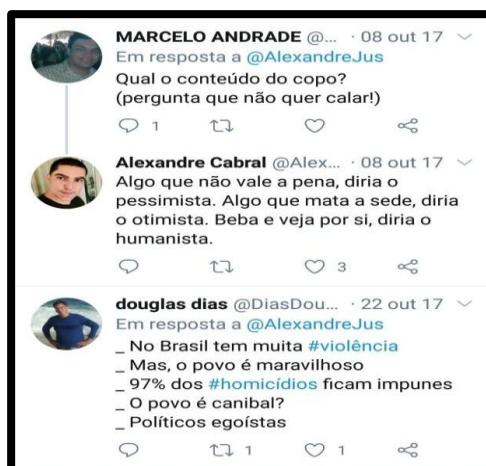 MARCELO ANDRADE @... · 08 out 17
Em resposta a @AlexandreJus
Qual o conteúdo do copo?
(pergunta que não quer calar!)
1
Alexandre Cabral @Alex... · 08 out 17
Algo que não vale a pena, diria o
pessimista. Algo que mata a sede, diria
o otimista. Beba e veja por si, diria o
humanista.
3
douglas dias @DiasDou... · 22 out 17
Em resposta a @AlexandreJus
_ No Brasil tem muita #violência
_ Mas, o povo é maravilhoso
_ 97% dos #homicídios ficam impunes
_ O povo é canibal?
_ Políticos egoístas
1 1